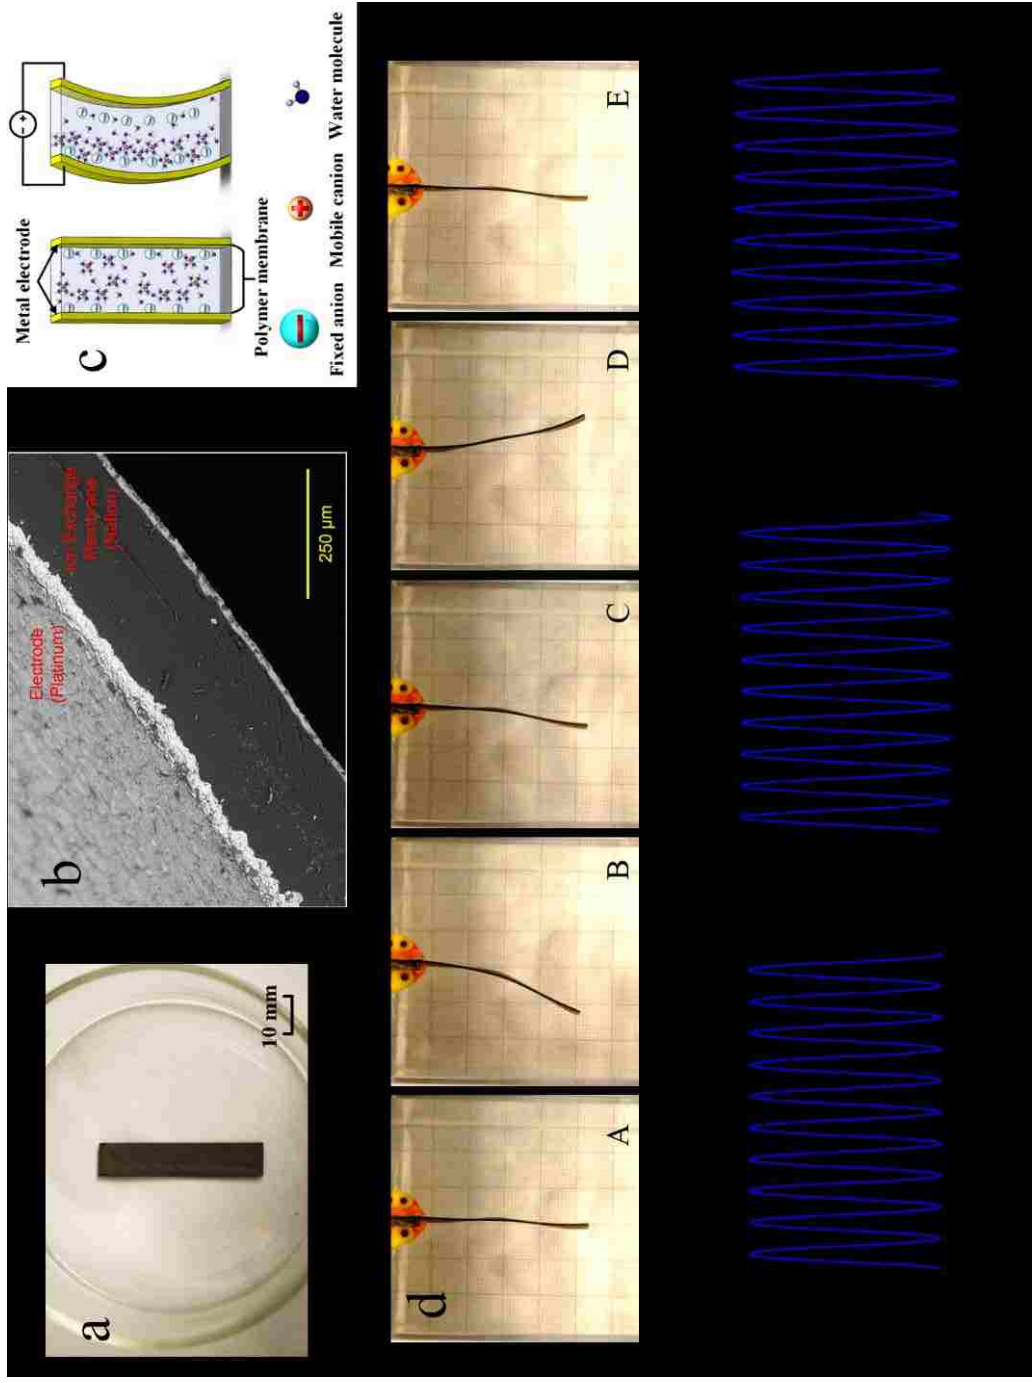 a
10 mm
b
Electrode
(Platinum)
Ion Exchange
Membrane
(Nafion)
250 µm
c
Metal electrode
Polymer membrane
Fixed anion Mobile canion Water molecule
d
A
B
C
D
E